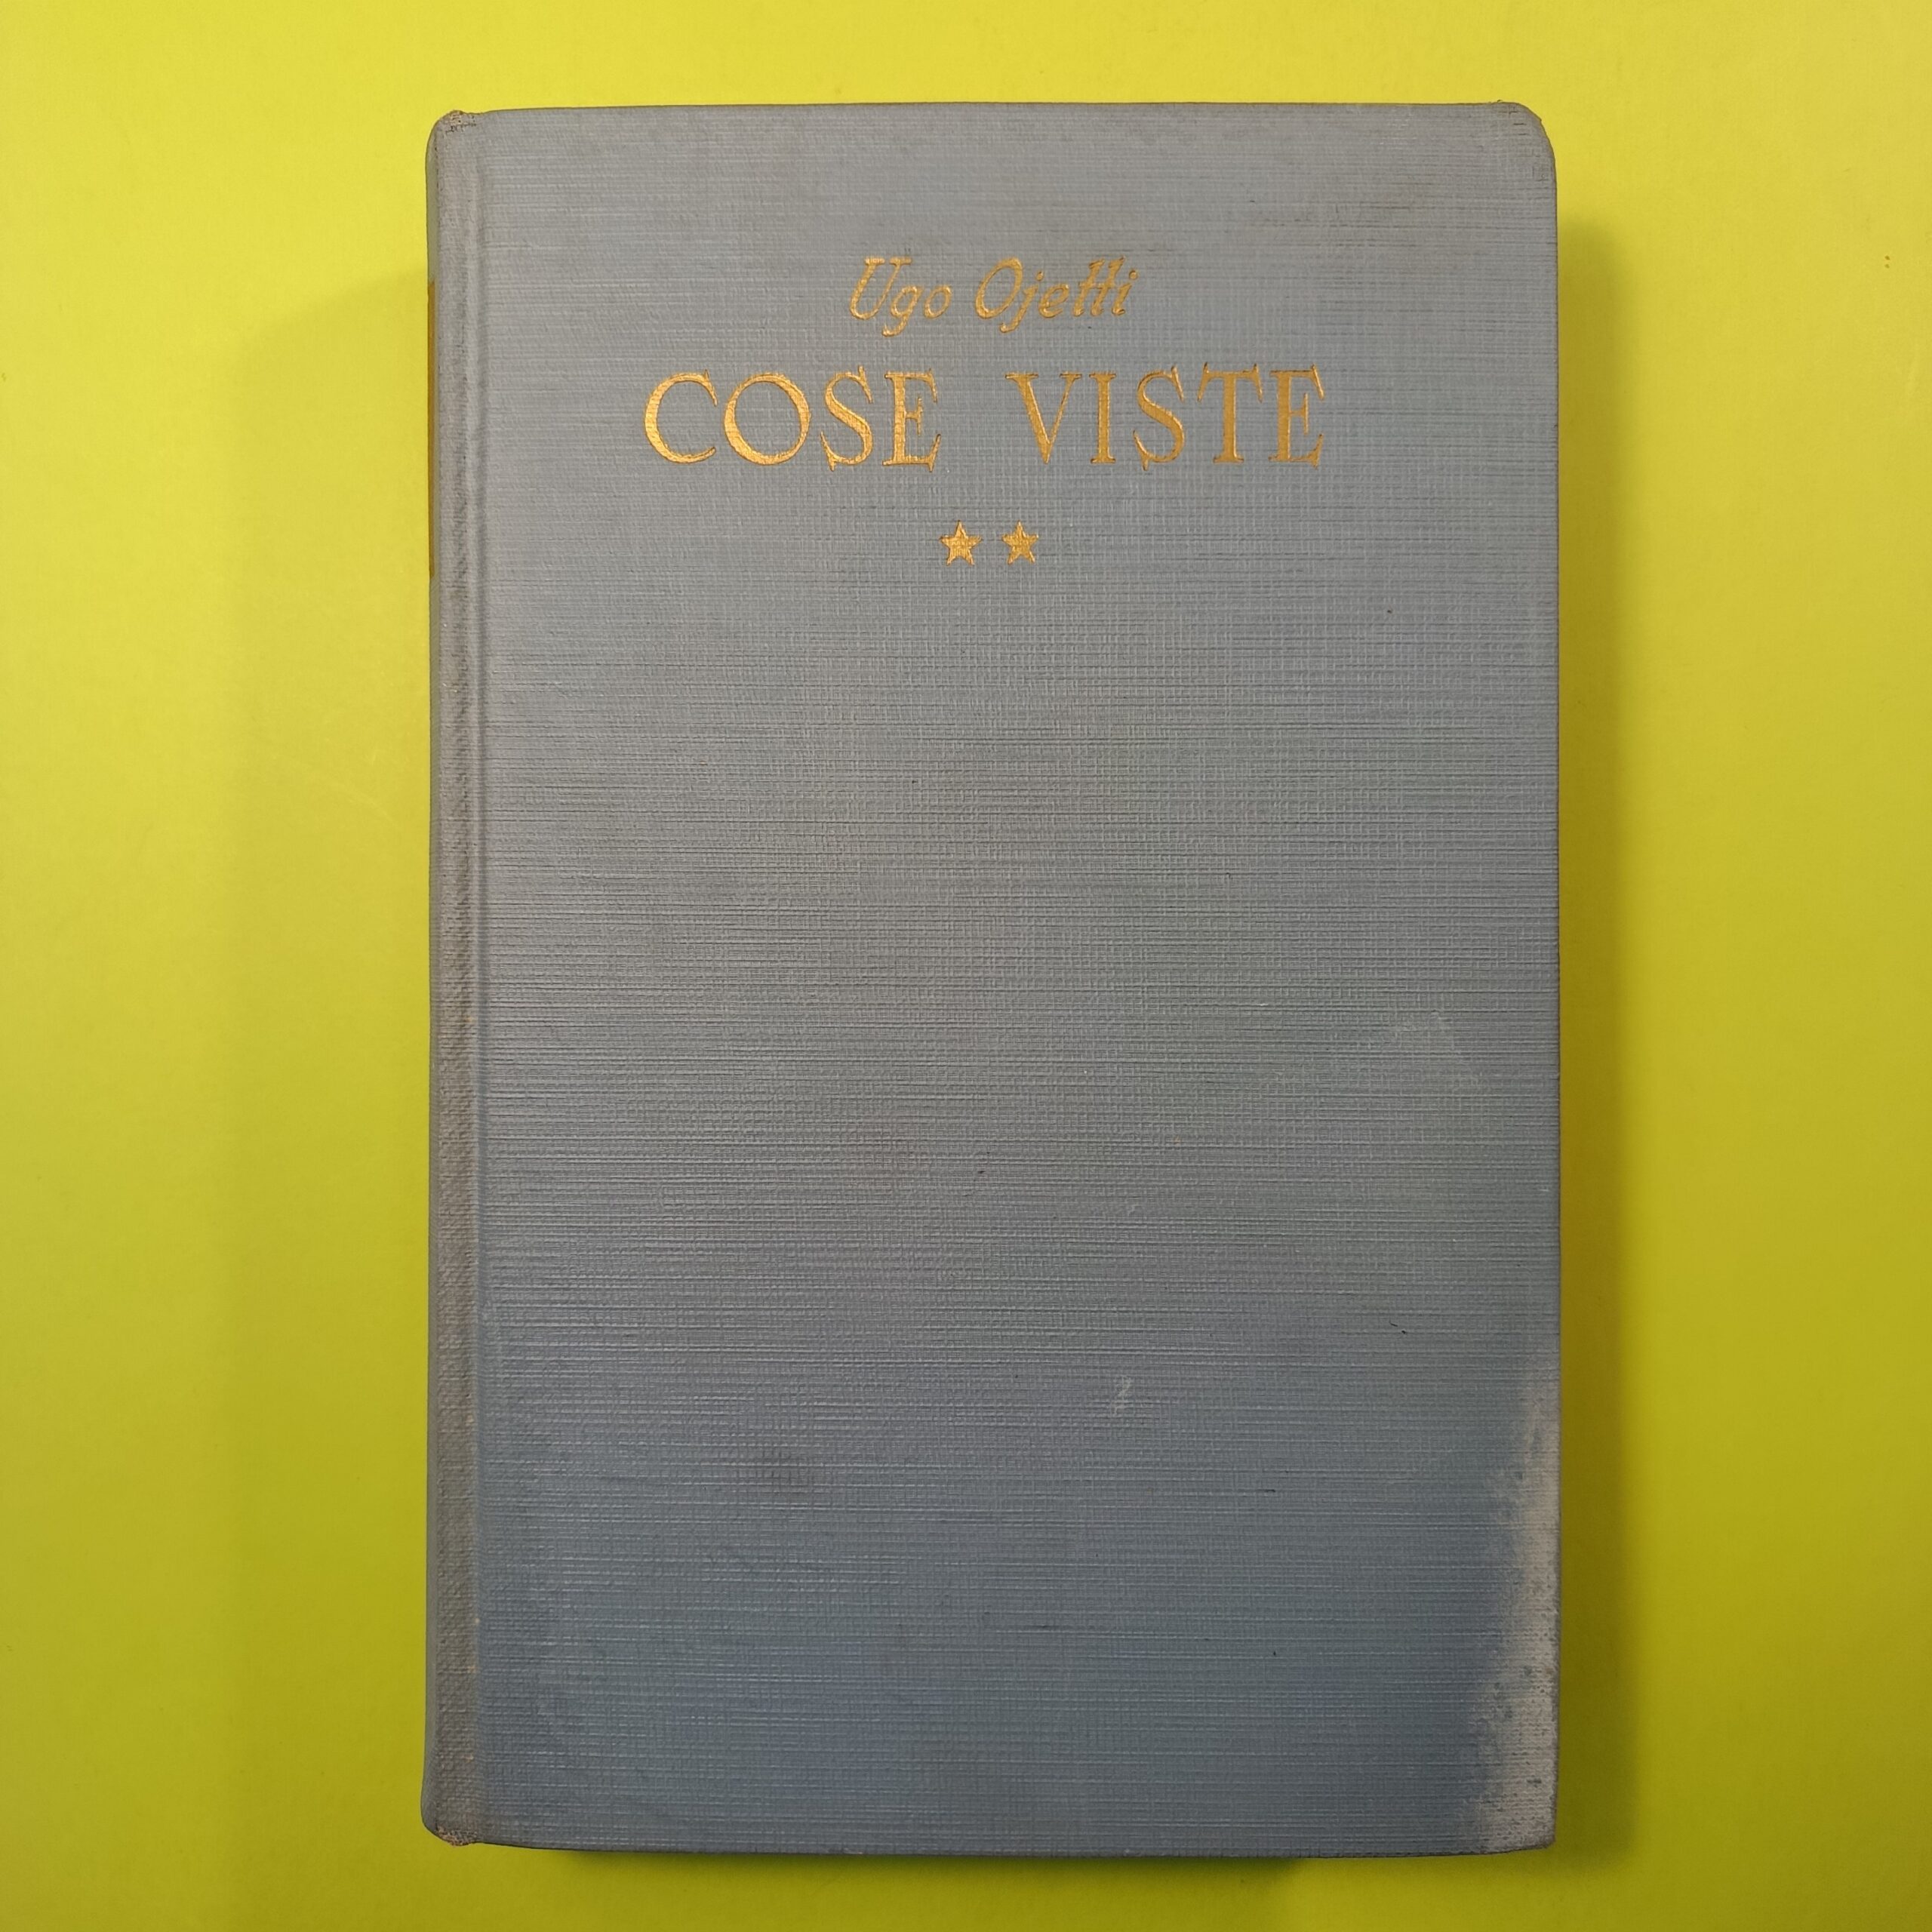 Ugo Ojetti
COSE VISTE
★★